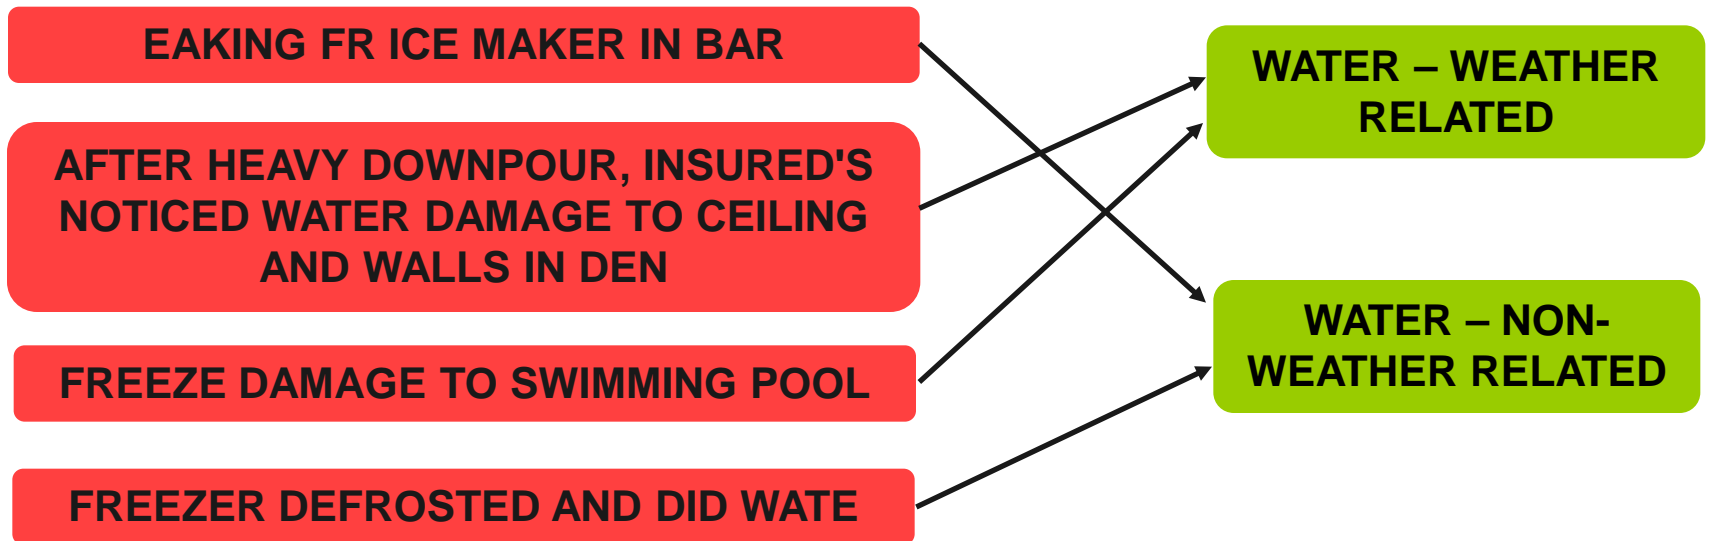 EAKING FR ICE MAKER IN BAR
AFTER HEAVY DOWNPOUR, INSURED'S
NOTICED WATER DAMAGE TO CEILING
AND WALLS IN DEN
FREEZE DAMAGE TO SWIMMING POOL
FREEZER DEFROSTED AND DID WATE
WATER – WEATHER
RELATED
WATER – NON-
WEATHER RELATED